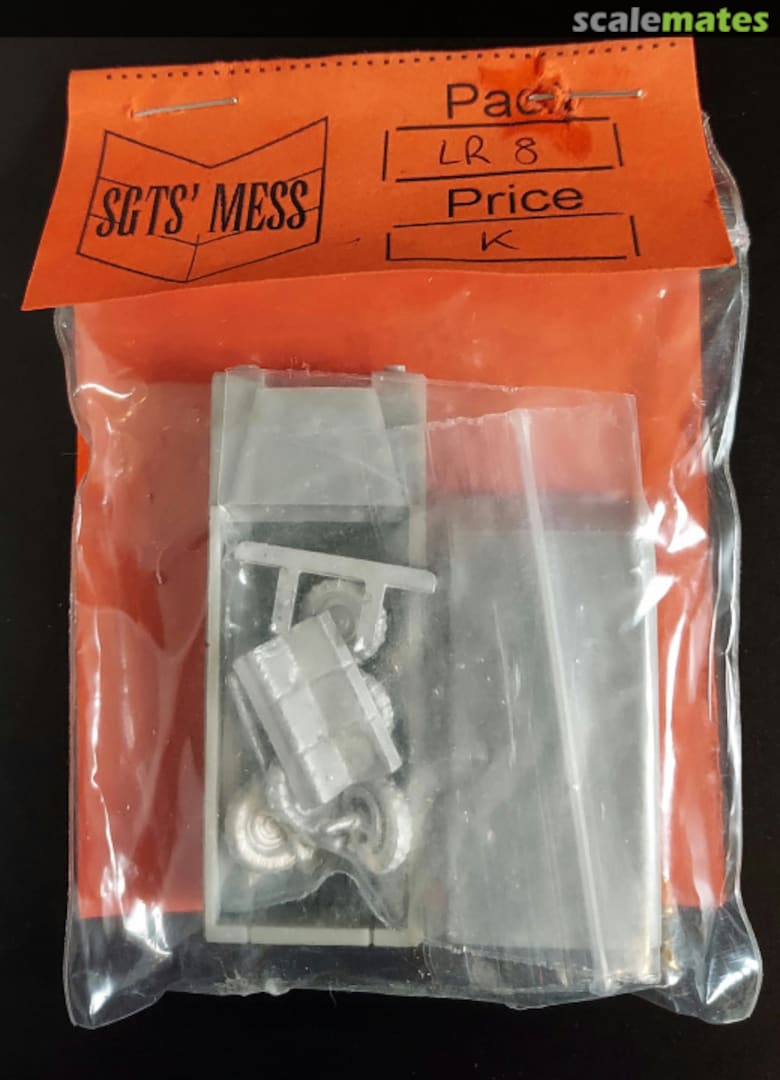 scalemates
Pack
LR 8
SGTS' MESS
Price
K